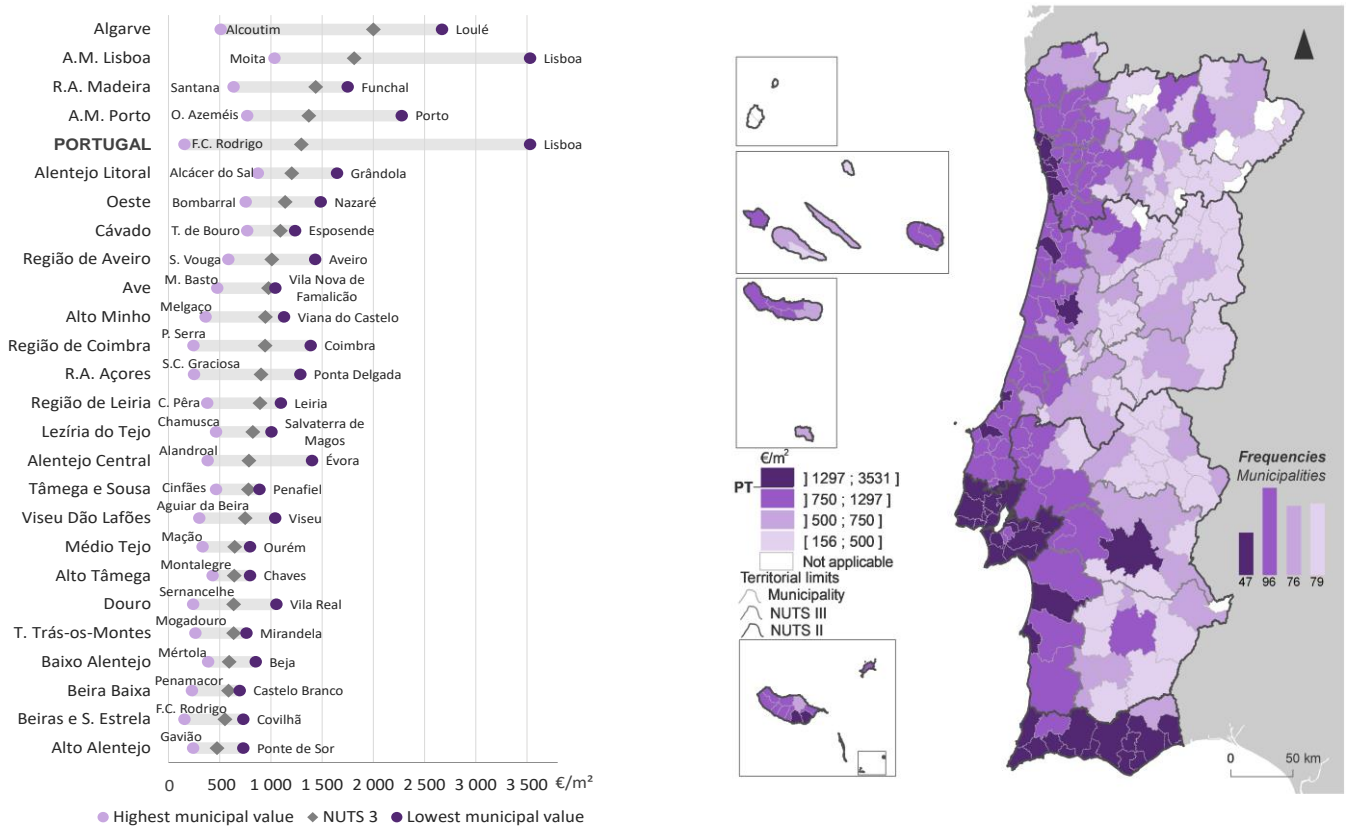 Algarve Alcoutim Loulé
A.M. Lisboa Moita Lisboa
R.A. Madeira Santana Funchal
A.M. Porto O. Azeméis Porto
PORTUGAL F.C. Rodrigo Lisboa
Alentejo Litoral Alcácer do Sal Grândola
Oeste Bombarral Nazaré
Cávado T. de Bouro Esposende
Região de Aveiro S. Vouga Aveiro
Ave M. Basto Vila Nova de
Famalicão
Alto Minho Melgaço Viana do Castelo
Região de Coimbra P. Serra Coimbra
R.A. Açores S.C. Graciosa Ponta Delgada
Região de Leiria C. Pêra Leiria
Lezíria do Tejo Chamusca Salvaterra de
Magos
Alentejo Central Alandroal Évora
Tâmega e Sousa Cinfães Penafiel
Viseu Dão Lafões Aguiar da Beira Viseu
Médio Tejo Mação Ourém
Alto Tâmega Montalegre Chaves
Douro Sernancelhe Vila Real
T. Trás-os-Montes Mogadouro Mirandela
Baixo Alentejo Mértola Beja
Beira Baixa Penamacor Castelo Branco
Beiras e S. Estrela F.C. Rodrigo Covilhã
Alto Alentejo Gavião Ponte de Sor
0 500 1 000 1 500 2 000 2 500 3 000 3 500 €/m²
Highest municipal value NUTS 3 Lowest municipal value
€/m²
PT
] 1297 ; 3531 ]
] 750 ; 1297 ]
] 500 ; 750 ]
[ 156 ; 500 ]
Not applicable
Territorial limits
Municipality
NUTS III
NUTS II
Frequencies
Municipalities
47 96 76 79
0 50 km